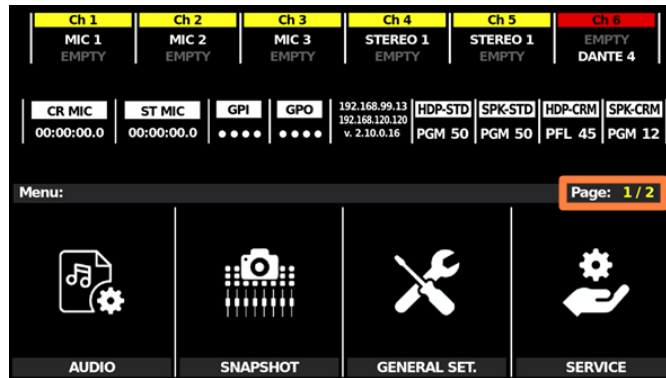 Ch 1 Ch 2 Ch 3 Ch 4 Ch 5 Ch 6
MIC 1 MIC 2 MIC 3 STEREO 1 STEREO 1 EMPTY
EMPTY EMPTY EMPTY EMPTY EMPTY DANTE 4
CR MIC ST MIC GPI GPO 192.168.99.13 HDP-STD SPK-STD HDP-CRM SPK-CRM
192.168.120.120
00:00:00.0 00:00:00.0 v. 2.10.0.16 PGM 50 PGM 50 PFL 45 PGM 12
Menu: Page: 1 / 2
AUDIO SNAPSHOT GENERAL SET. SERVICE